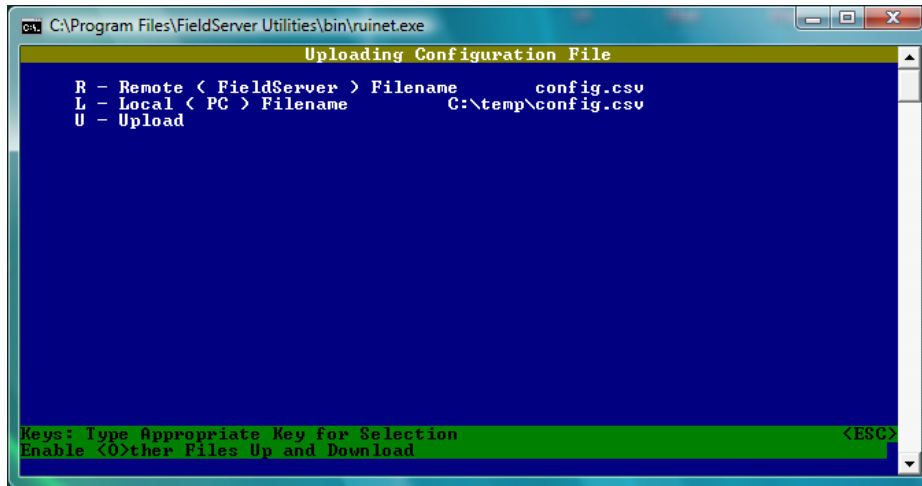 C:\Program Files\FieldServer Utilities\bin\ruinet.exe
Uploading Configuration File
R - Remote ( FieldServer ) Filename config.csv
L - Local ( PC ) Filename C:\temp\config.csv
U - Upload
Keys: Type Appropriate Key for Selection <ESC>
Enable <O>ther Files Up and Download